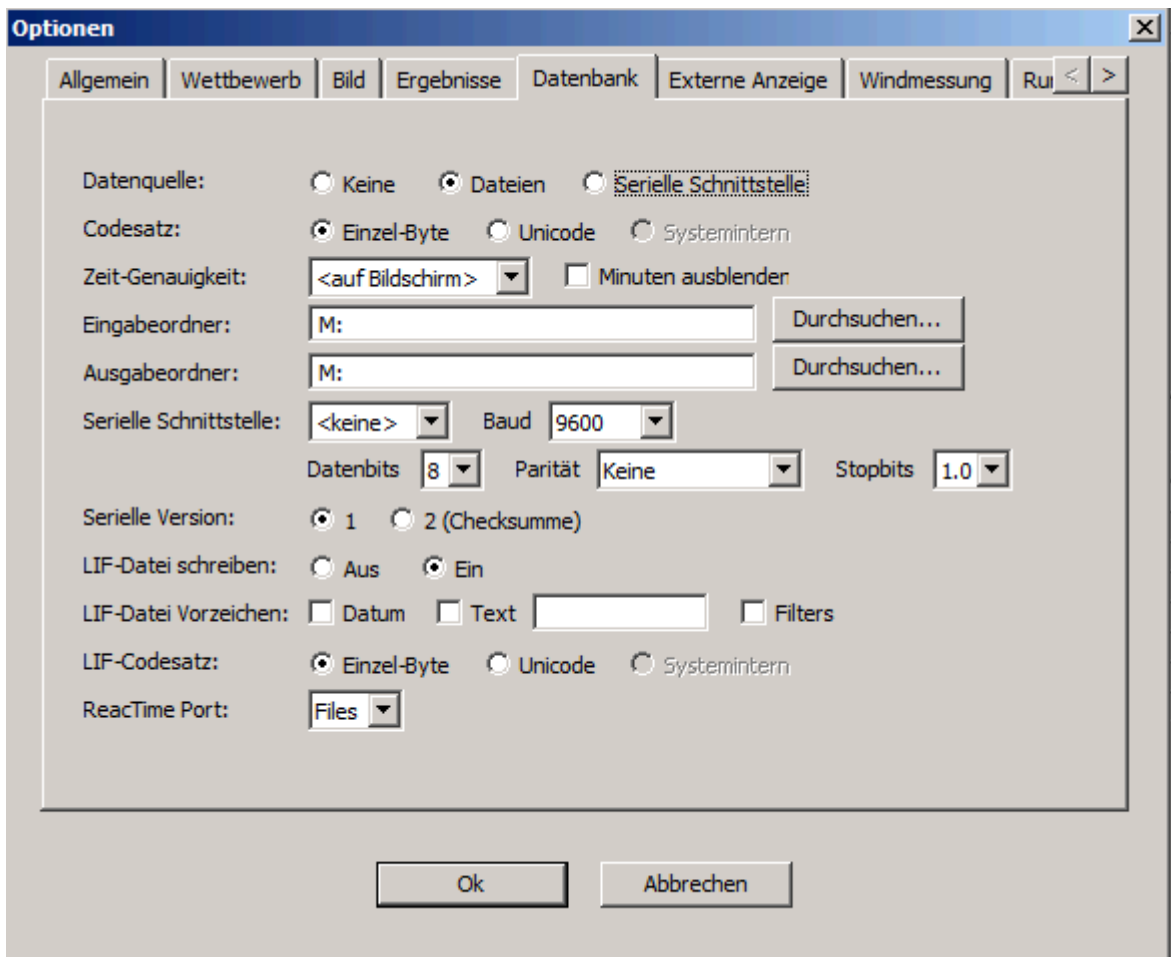 Optionen
Allgemein Wettbewerb Bild Ergebnisse Datenbank Externe Anzeige Windmessung Ru < >
Datenquelle: Keine Dateien Serielle Schnittstelle
Codesatz: Einzel-Byte Unicode Systemintern
Zeit-Genauigkeit: <auf Bildschirm> Minuten ausblenden
Eingabeordner: M: Durchsuchen...
Ausgabeordner: M: Durchsuchen...
Serielle Schnittstelle: <keine> Baud 9600
Datenbits 8 Parität Keine Stopbits 1.0
Serielle Version: 1 2 (Checksumme)
LIF-Datei schreiben: Aus Ein
LIF-Datei Vorzeichen: Datum Text Filters
LIF-Codesatz: Einzel-Byte Unicode Systemintern
ReacTime Port: Files
Ok Abbrechen